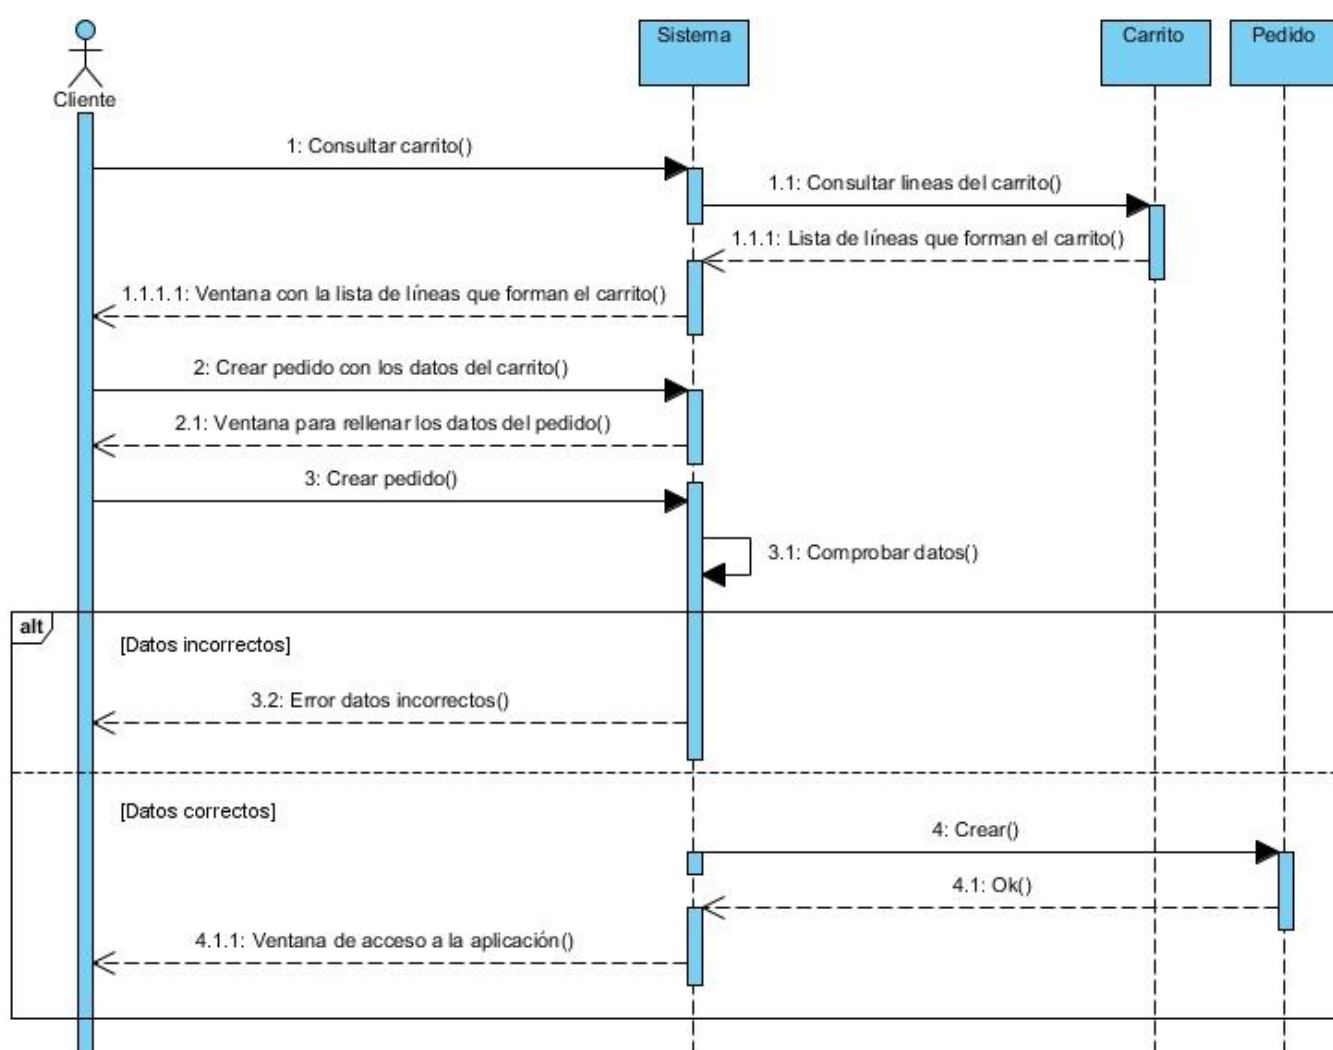 Sistema
Carrito
Pedido
Cliente
1: Consultar carrito()
1.1: Consultar lineas del carrito()
1.1.1: Lista de líneas que forman el carrito()
1.1.1.1: Ventana con la lista de líneas que forman el carrito()
2: Crear pedido con los datos del carrito()
2.1: Ventana para rellenar los datos del pedido()
3: Crear pedido()
3.1: Comprobar datos()
alt
[Datos incorrectos]
3.2: Error datos incorrectos()
[Datos correctos]
4: Crear()
4.1: Ok()
4.1.1: Ventana de acceso a la aplicación()